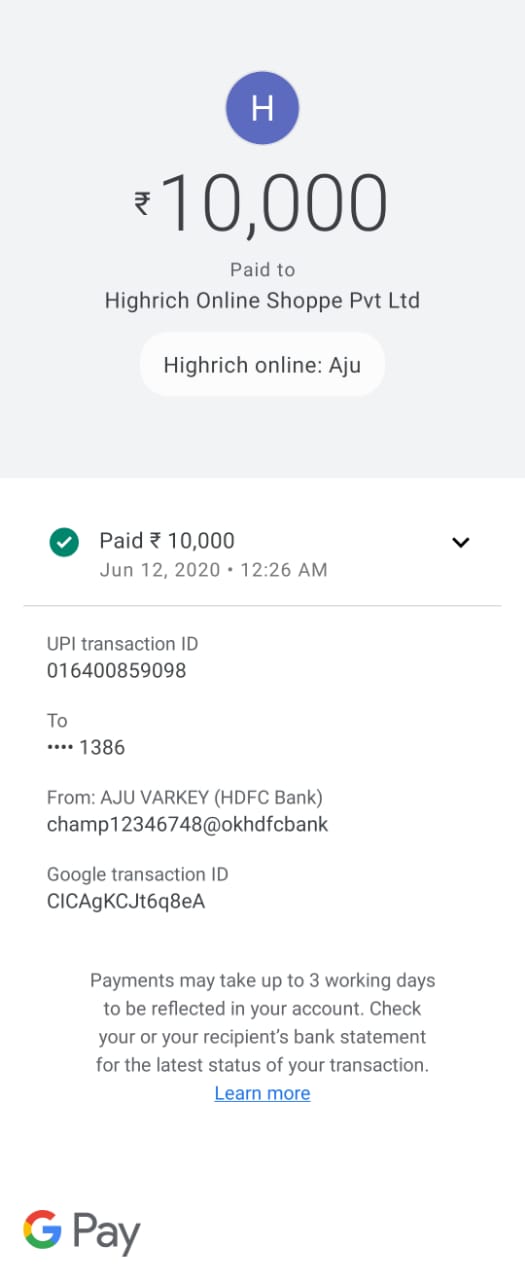 H
₹10,000
Paid to
Highrich Online Shoppe Pvt Ltd
Highrich online: Aju
Paid ₹ 10,000
Jun 12, 2020 • 12:26 AM
UPI transaction ID
016400859098
To
•••• 1386
From: AJU VARKEY (HDFC Bank)
champ12346748@okhdfcbank
Google transaction ID
CICAgKCJt6q8eA
Payments may take up to 3 working days
to be reflected in your account. Check
your or your recipient's bank statement
for the latest status of your transaction.
Learn more
G Pay